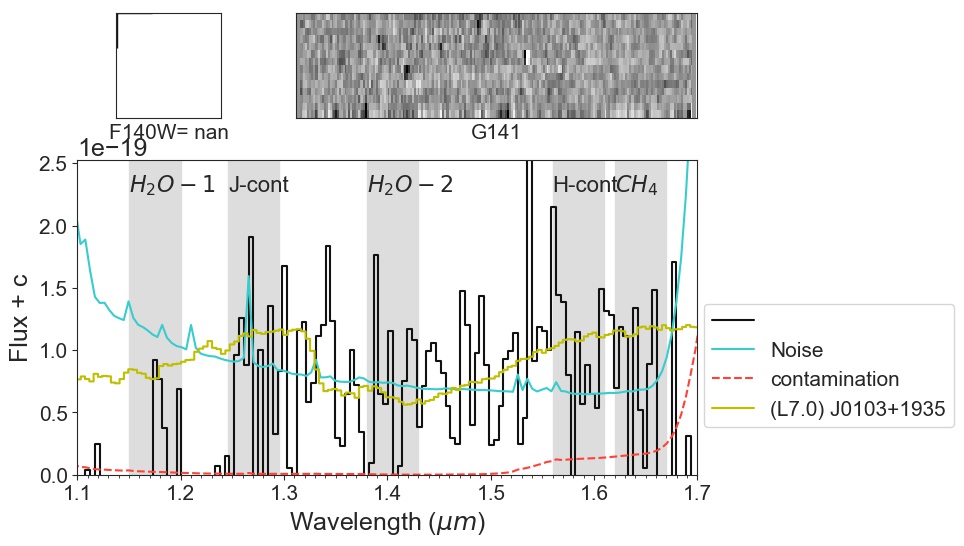 F140W= nan
G141
1e−19
H₂O − 1
J-cont
H₂O − 2
H-cont
CH₄
2.5
2.0
1.5
1.0
0.5
0.0
Flux + c
1.1
1.2
1.3
1.4
1.5
1.6
1.7
Wavelength (μm)
Noise
contamination
(L7.0) J0103+1935